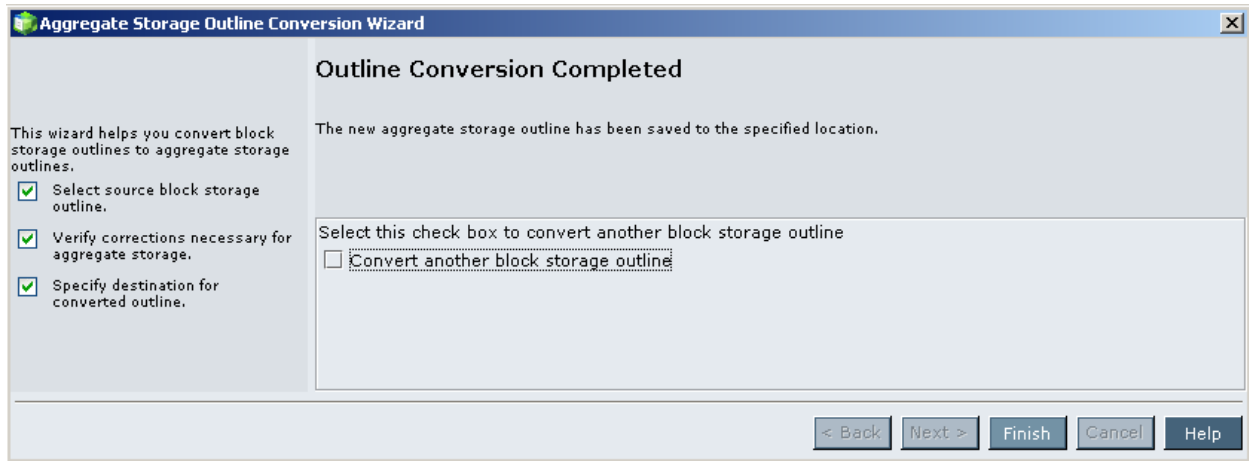 Aggregate Storage Outline Conversion Wizard
This wizard helps you convert block
storage outlines to aggregate storage
outlines.
Select source block storage
outline.
Verify corrections necessary for
aggregate storage.
Specify destination for
converted outline.
Outline Conversion Completed
The new aggregate storage outline has been saved to the specified location.
Select this check box to convert another block storage outline
Convert another block storage outline
< Back
Next >
Finish
Cancel
Help